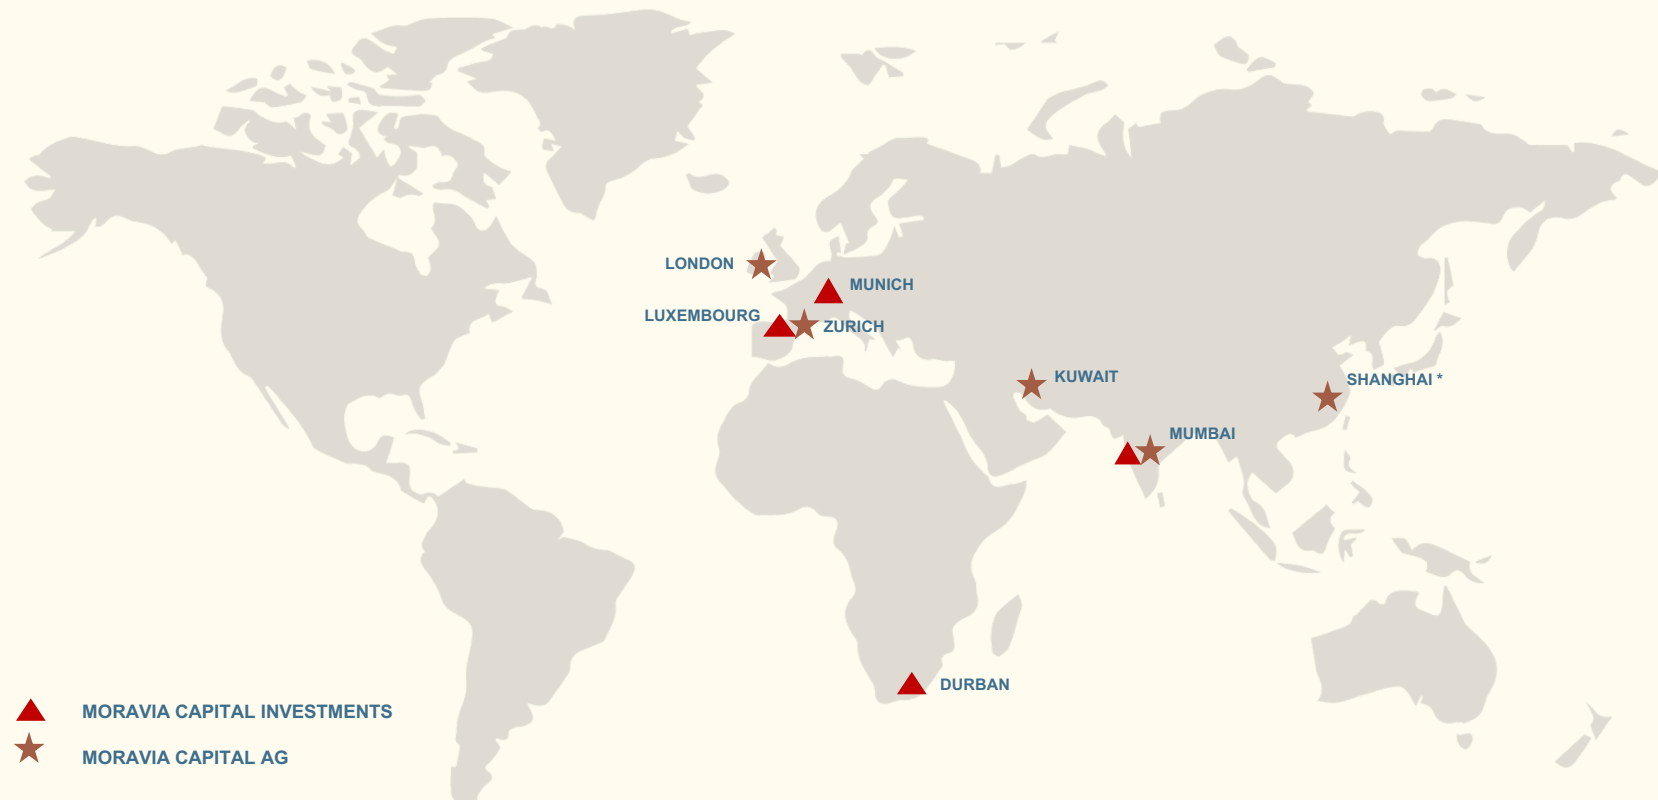 LONDON
MUNICH
LUXEMBOURG
ZURICH
KUWAIT
SHANGHAI *
MUMBAI
DURBAN
MORAVIA CAPITAL INVESTMENTS
MORAVIA CAPITAL AG